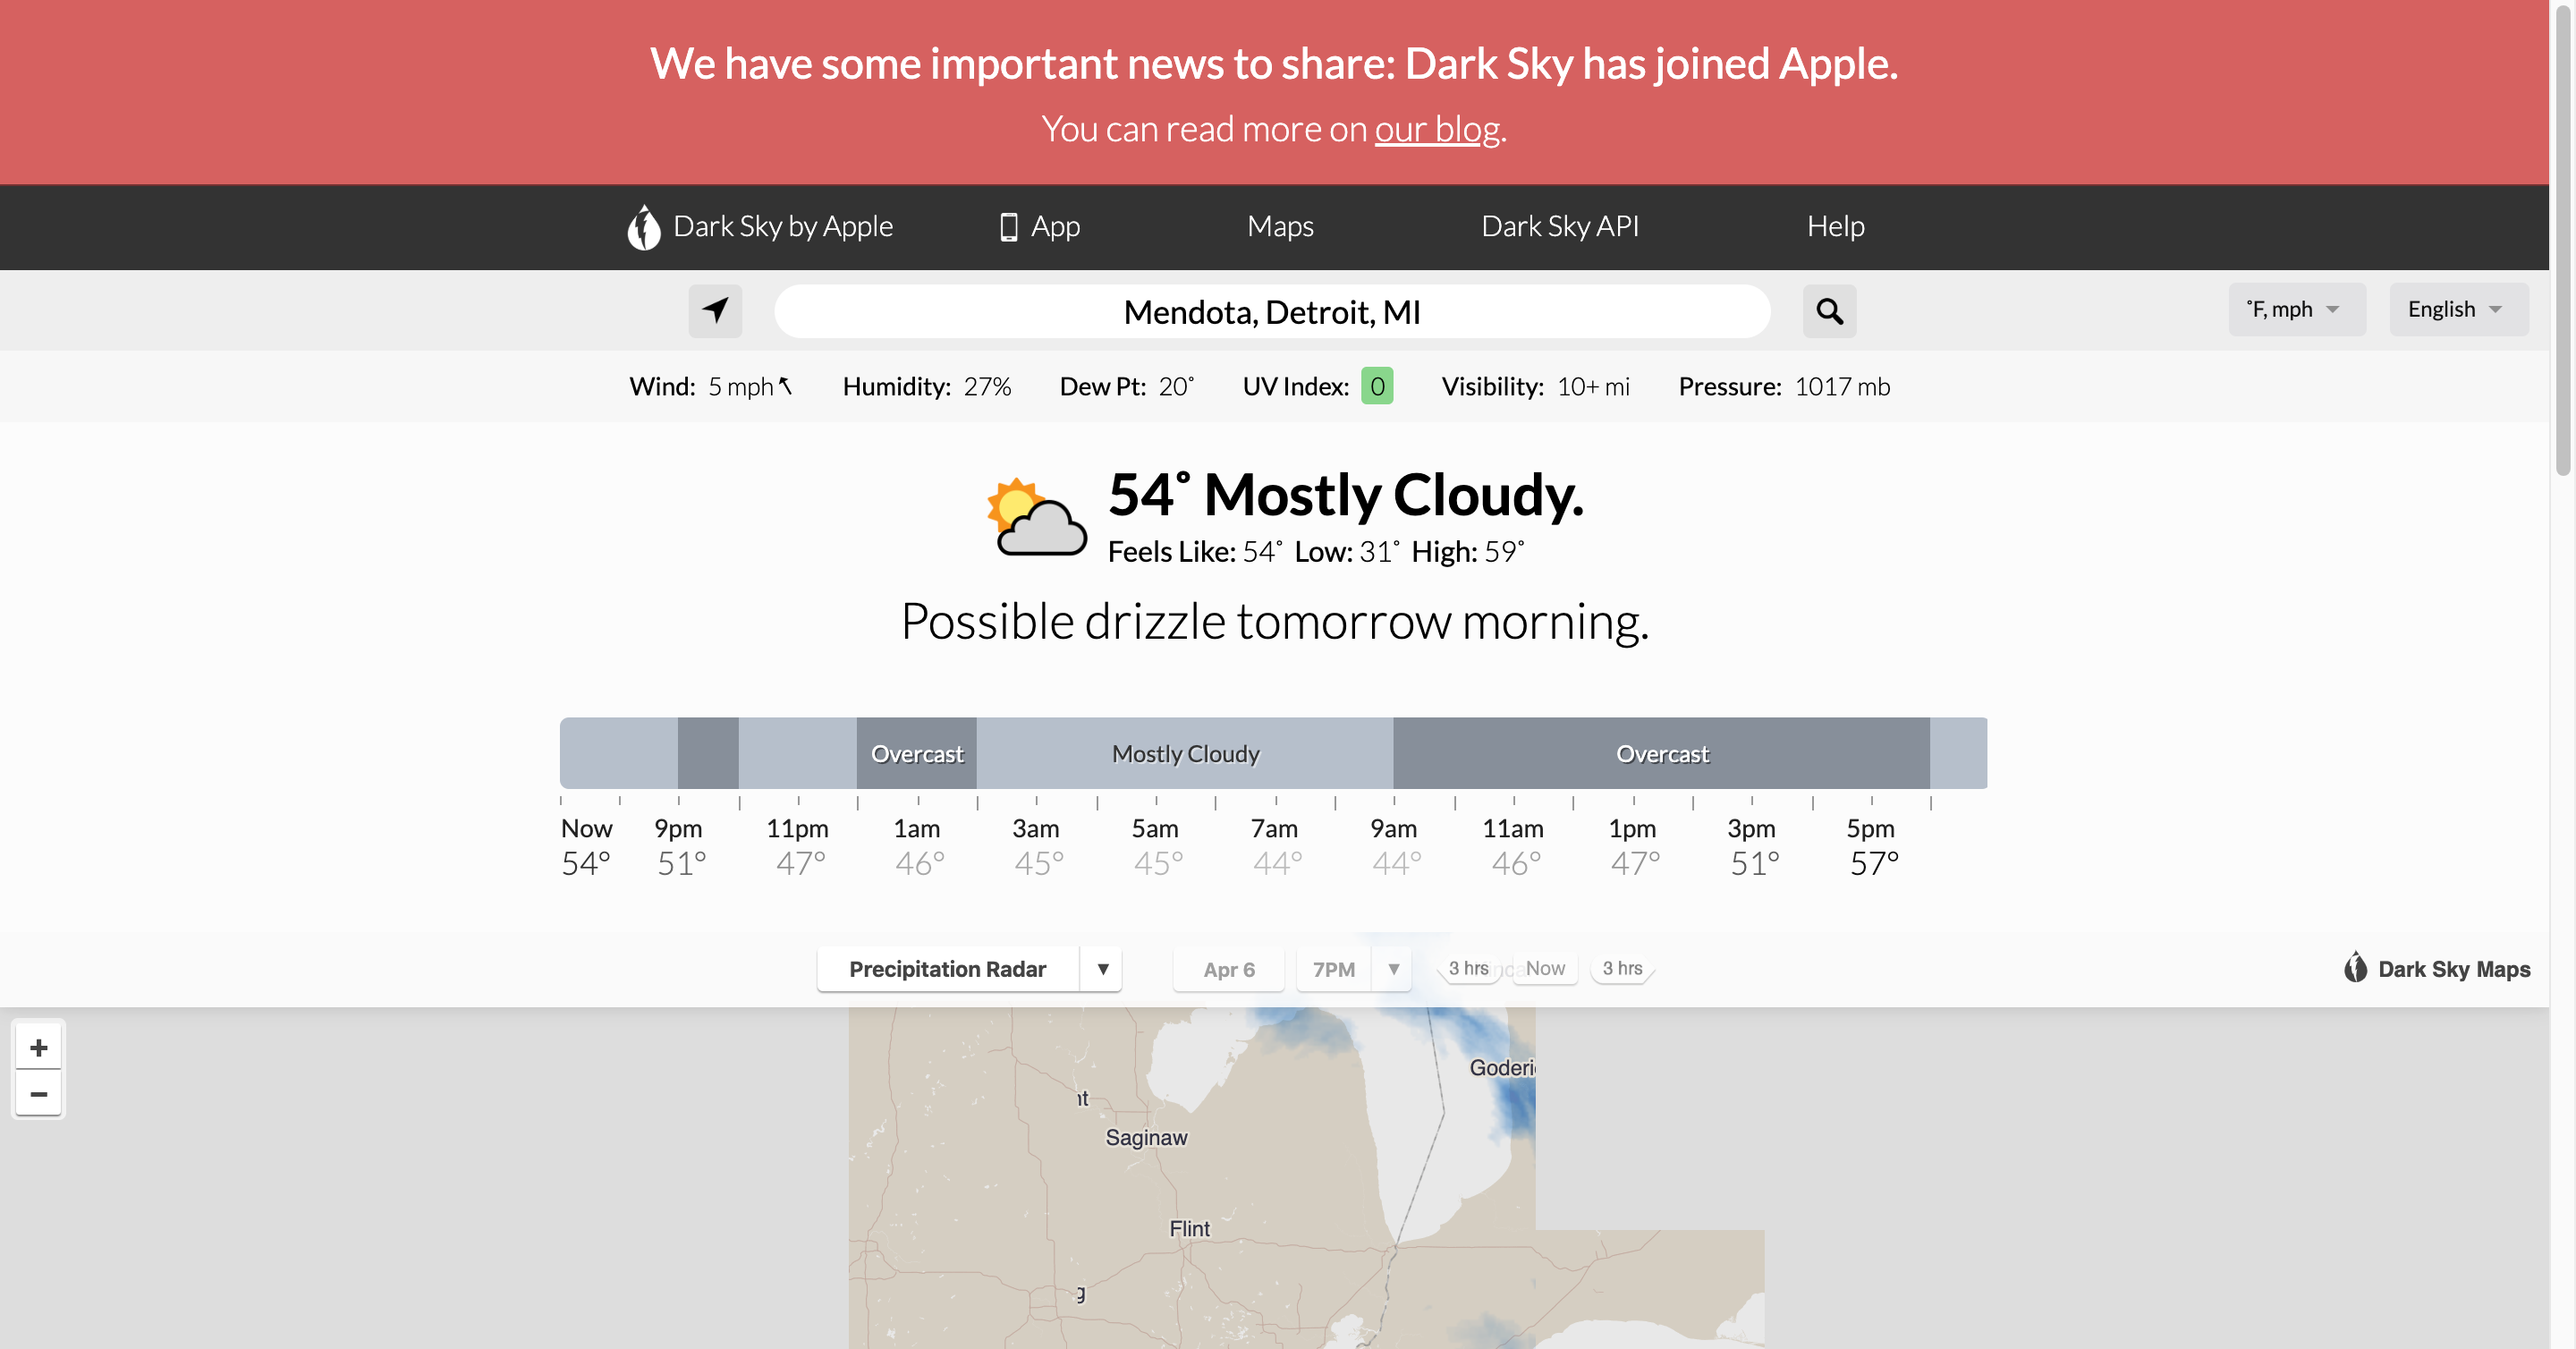 We have some important news to share: Dark Sky has joined Apple.
You can read more on our blog.
Dark Sky by Apple App Maps Dark Sky API Help
Mendota, Detroit, MI
˚F, mph English
Wind: 5 mph Humidity: 27% Dew Pt: 20˚ UV Index: 0 Visibility: 10+ mi Pressure: 1017 mb
54˚ Mostly Cloudy.
Feels Like: 54˚ Low: 31˚ High: 59˚
Possible drizzle tomorrow morning.
Overcast Mostly Cloudy Overcast
Now 9pm 11pm 1am 3am 5am 7am 9am 11am 1pm 3pm 5pm
54° 51° 47° 46° 45° 45° 44° 44° 46° 47° 51° 57°
Precipitation Radar ▼ Apr 6 7PM ▼ 3 hrs Now 3 hrs Dark Sky Maps
+
−
Goderi
Saginaw
Flint